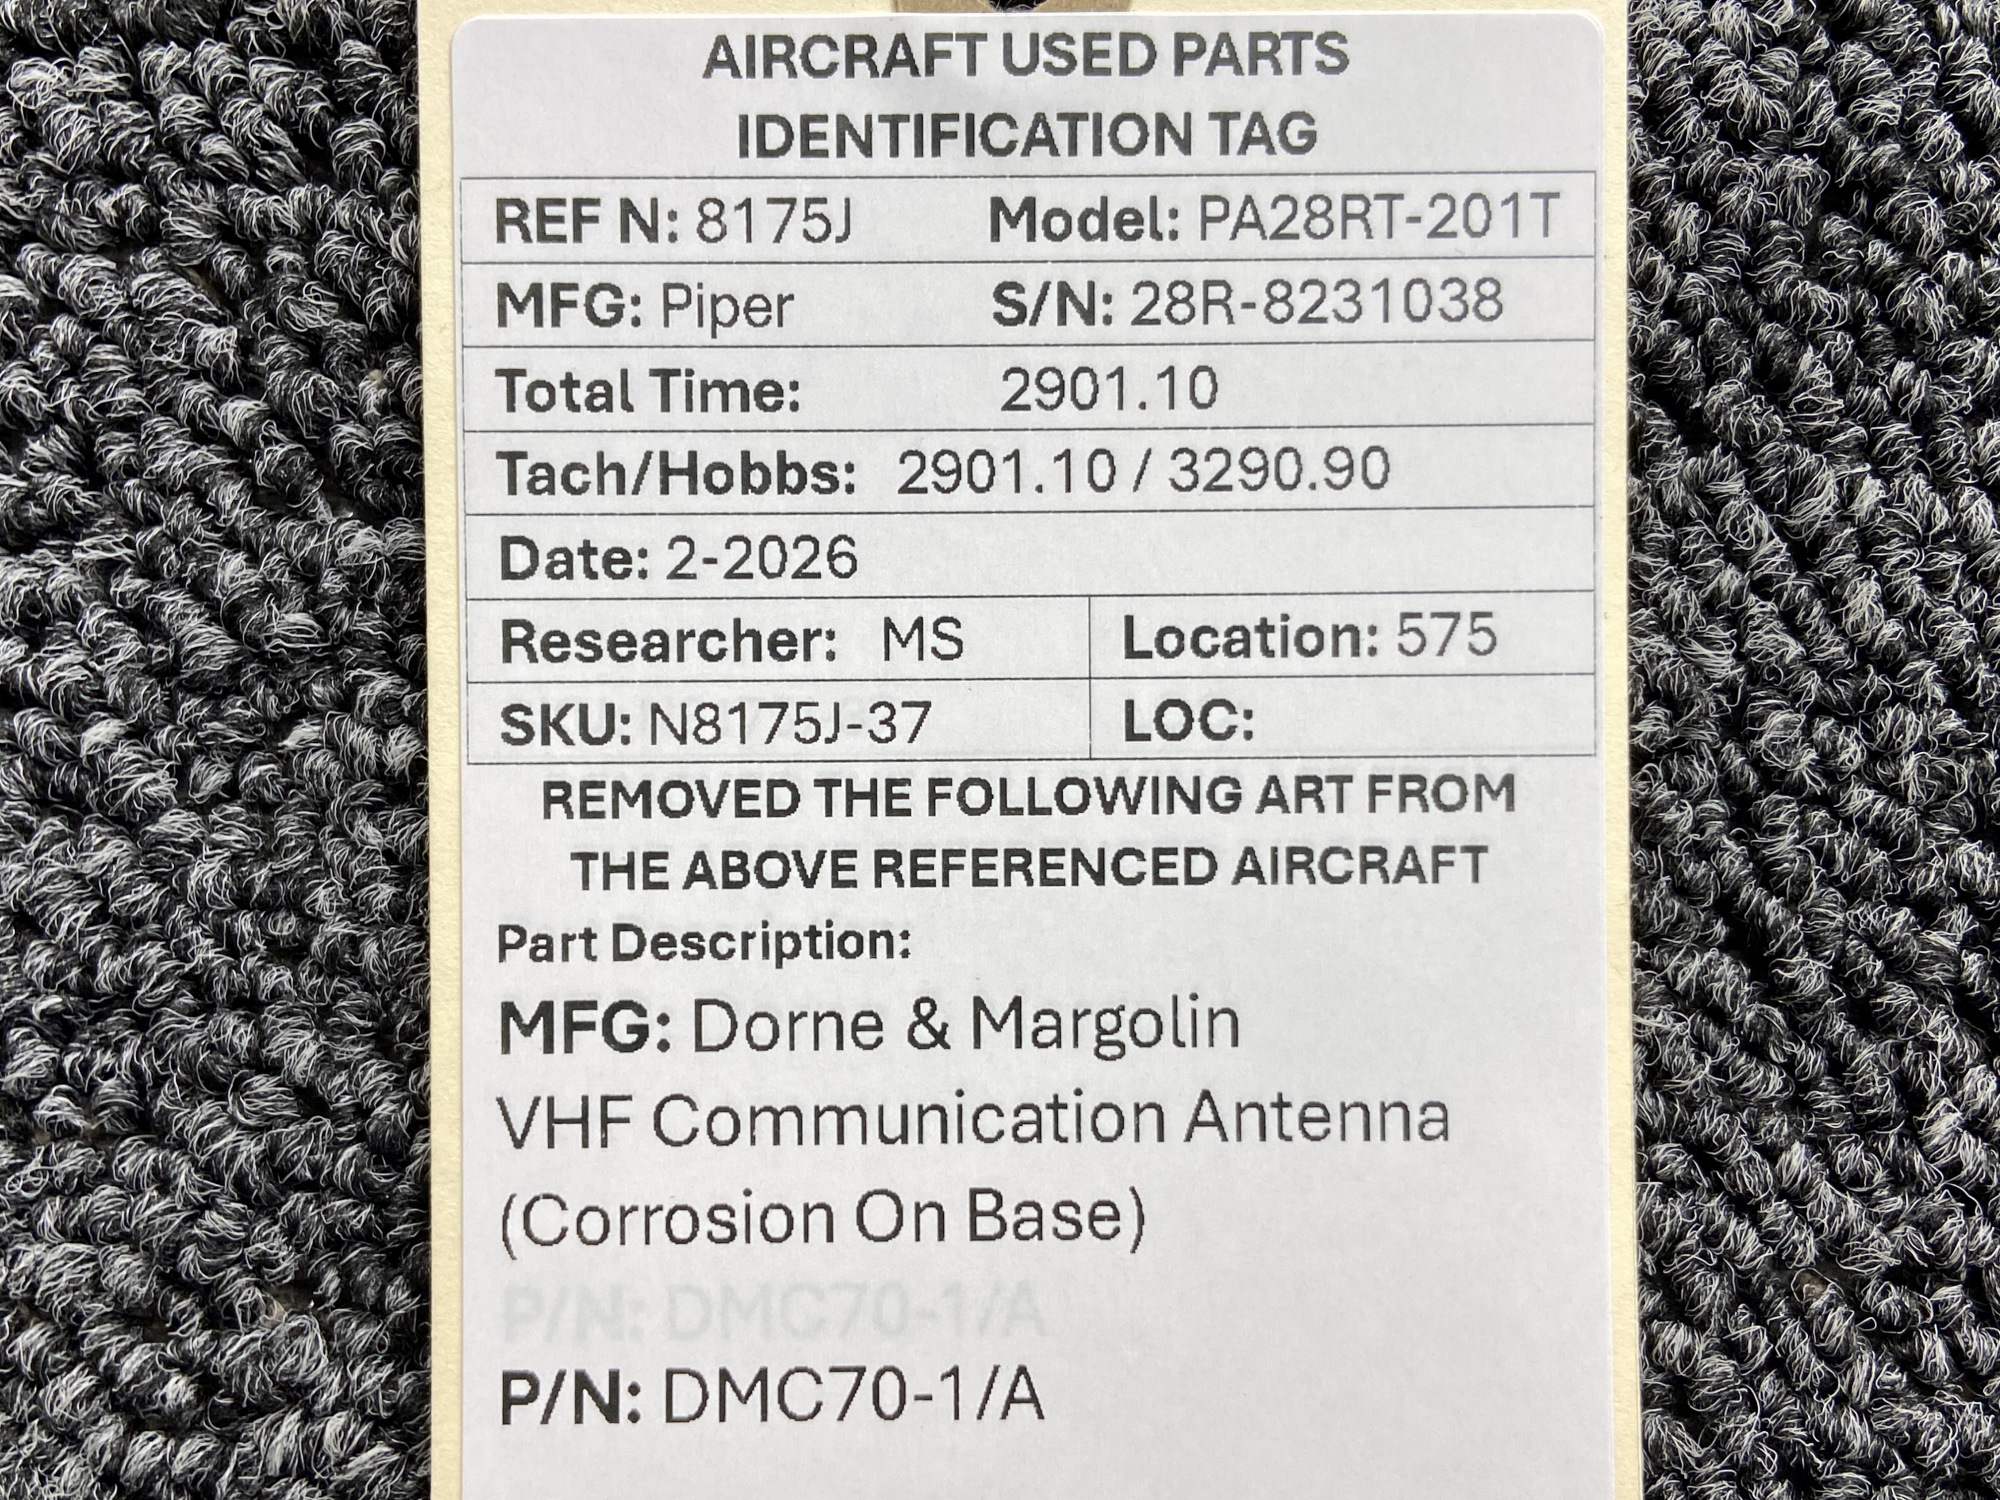 AIRCRAFT USED PARTS
IDENTIFICATION TAG
REF N: 8175J Model: PA28RT-201T
MFG: Piper S/N: 28R-8231038
Total Time: 2901.10
Tach/Hobbs: 2901.10 / 3290.90
Date: 2-2026
Researcher: MS Location: 575
SKU: N8175J-37 LOC:
REMOVED THE FOLLOWING ART FROM
THE ABOVE REFERENCED AIRCRAFT
Part Description:
MFG: Dorne & Margolin
VHF Communication Antenna
(Corrosion On Base)
P/N: DMC70-1/A
P/N: DMC70-1/A